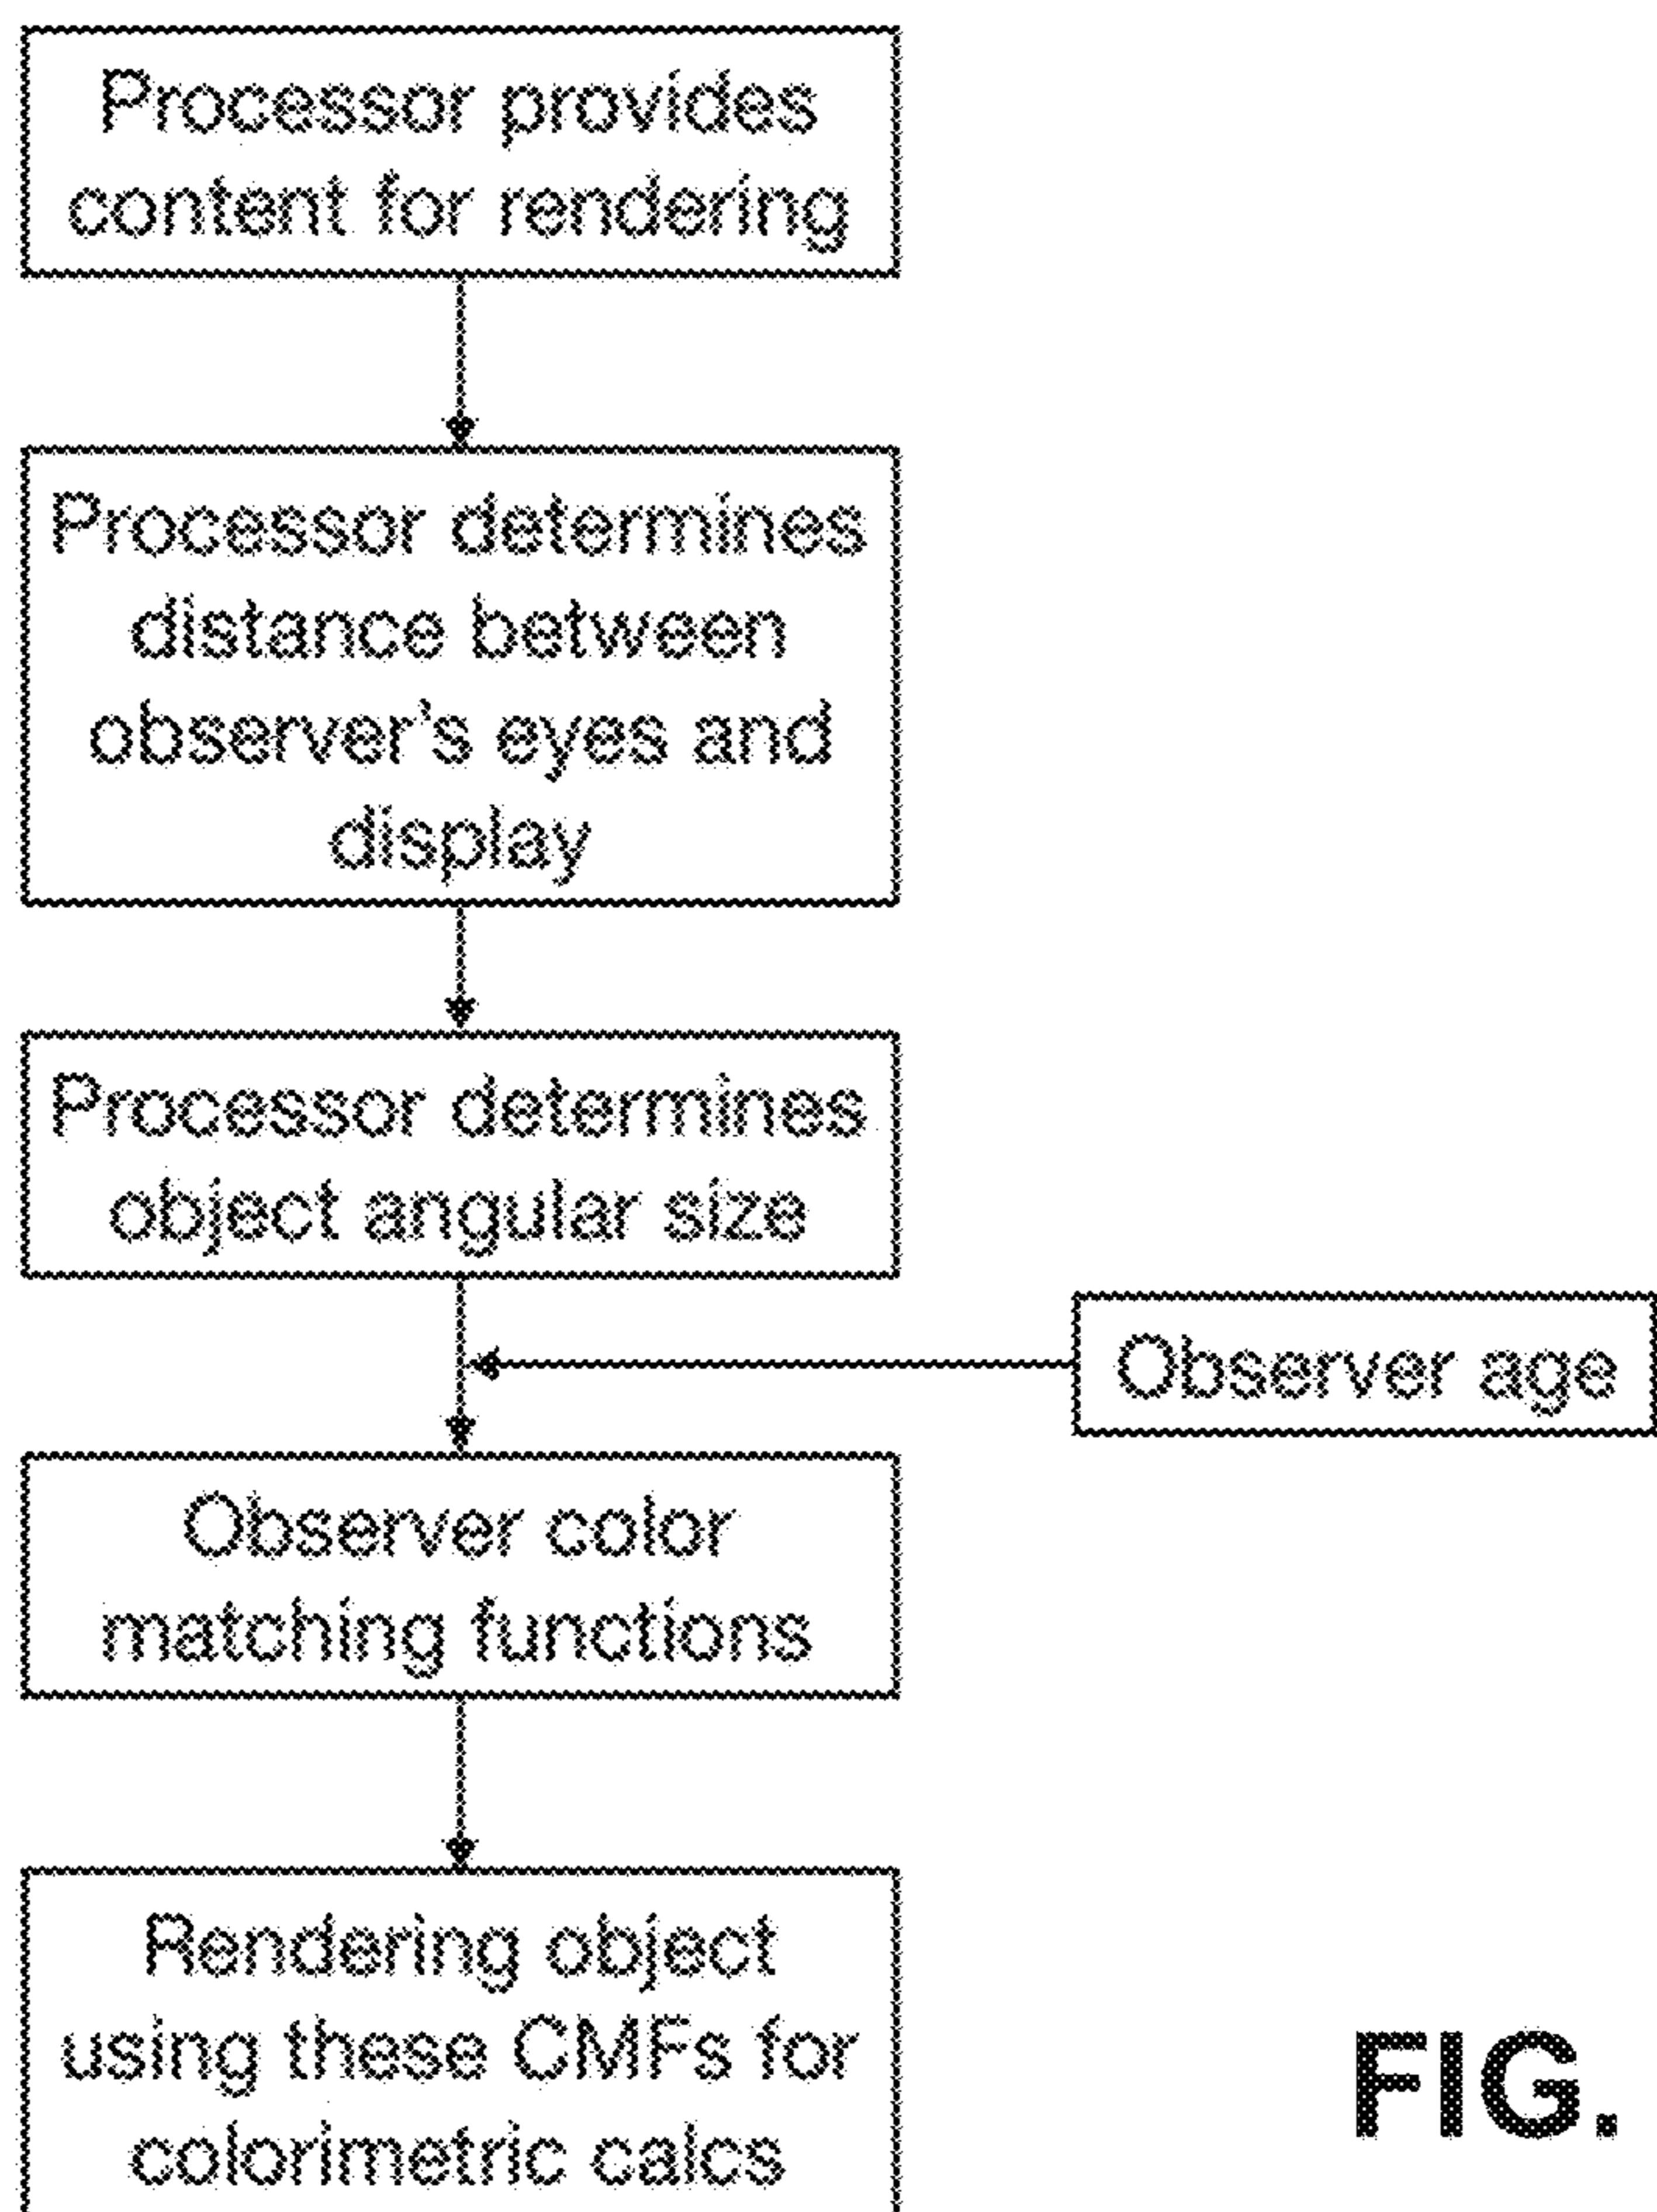 Processor provides
content for rendering
Processor determines
distance between
observer's eyes and
display
Processor determines
object angular size
Observer age
Observer color
matching functions
Rendering object
using these CMFs for
colorimetric calcs
FIG.